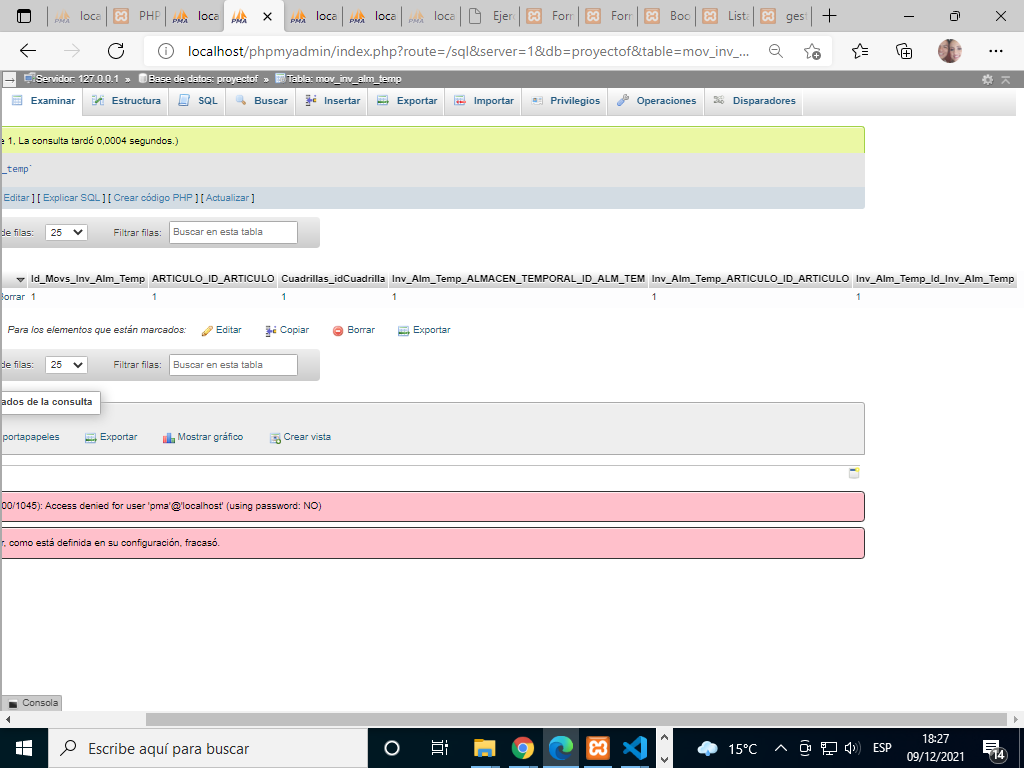 loca
PHP
loca
loca
loca
loca
Ejer
Forr
Forr
Boo
Lista
gest
localhost/phpmyadmin/index.php?route=/sql&server=1&db=proyectof&table=mov_inv_...
Servidor: 127.0.0.1 » Base de datos: proyectof » Tabla: mov_inv_alm_temp
Examinar Estructura SQL Buscar Insertar Exportar Importar Privilegios Operaciones Disparadores
e 1, La consulta tardó 0,0004 segundos.)
_temp`
Editar ] [ Explicar SQL ] [ Crear código PHP ] [ Actualizar ]
de filas: 25 Filtrar filas: Buscar en esta tabla
Id_Movs_Inv_Alm_Temp ARTICULO_ID_ARTICULO Cuadrillas_idCuadrilla Inv_Alm_Temp_ALMACEN_TEMPORAL_ID_ALM_TEM Inv_Alm_Temp_ARTICULO_ID_ARTICULO Inv_Alm_Temp_Id_Inv_Alm_Temp
Borrar 1 1 1 1 1 1
Para los elementos que están marcados: Editar Copiar Borrar Exportar
de filas: 25 Filtrar filas: Buscar en esta tabla
ados de la consulta
portapapeles Exportar Mostrar gráfico Crear vista
00/1045): Access denied for user 'pma'@'localhost' (using password: NO)
r, como está definida en su configuración, fracasó.
Consola
Escribe aquí para buscar
15°C
ESP
18:27
09/12/2021
14